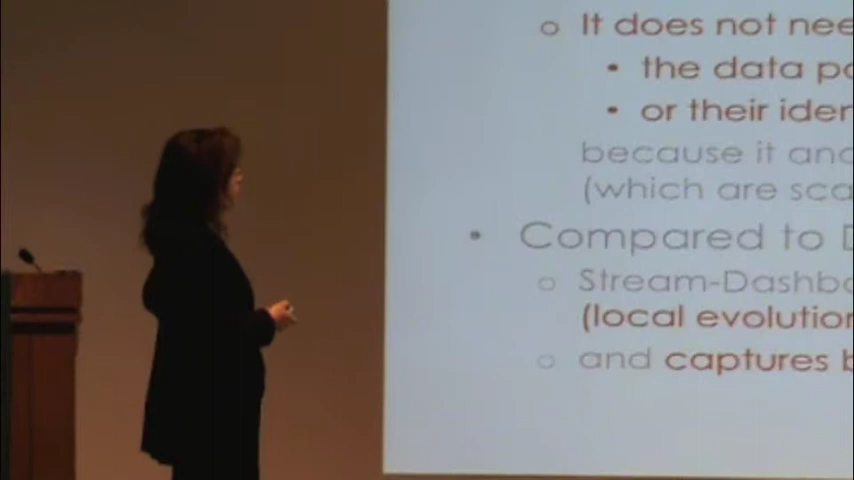 It does not nee
the data po
or their iden
because it and
(which are sca
Compared to D
Stream-Dashbo
(local evolution
and captures b